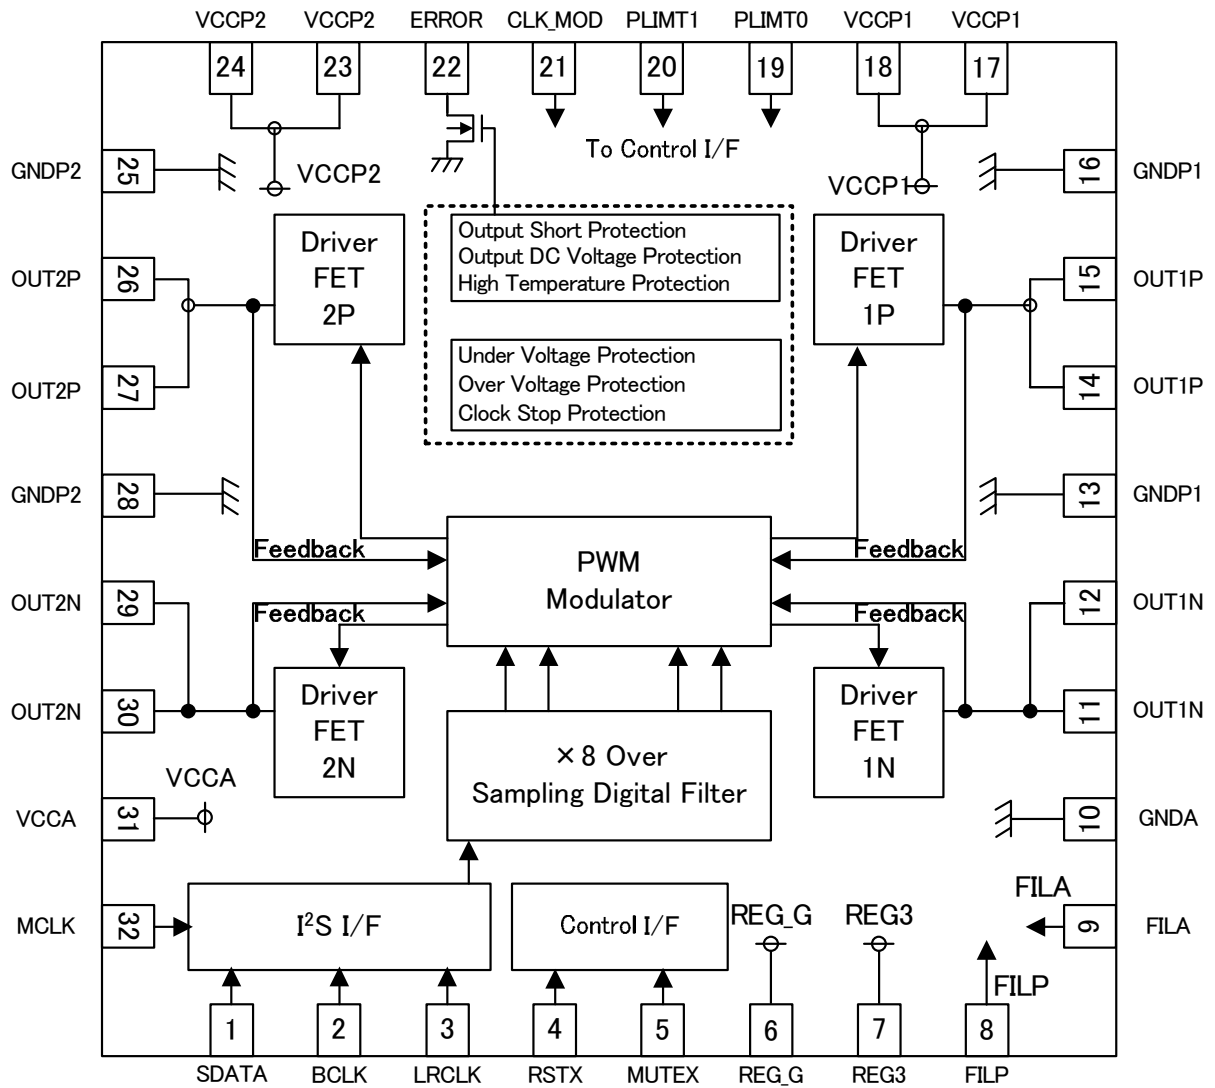 VCCP2 VCCP2 ERROR CLK_MOD PLIMT1 PLIMT0 VCCP1 VCCP1
24 23 22 21 20 19 18 17
To Control I/F
GNDP2 25 VCCP2 VCCP1 16 GNDP1
Driver
FET
2P
Output Short Protection
Output DC Voltage Protection
High Temperature Protection
Driver
FET
1P
OUT2P 26 15 OUT1P
Under Voltage Protection
Over Voltage Protection
Clock Stop Protection
OUT2P 27 14 OUT1P
GNDP2 28 13 GNDP1
Feedback Feedback
PWM
Modulator
OUT2N 29 12 OUT1N
Feedback Feedback
Driver
FET
2N
Driver
FET
1N
OUT2N 30 11 OUT1N
×8 Over
Sampling Digital Filter
VCCA
VCCA 31 10 GNDA
MCLK 32 I²S I/F Control I/F REG_G REG3 FILA 9 FILA
FILP
1 2 3 4 5 6 7 8
SDATA BCLK LRCLK RSTX MUTEX REG_G REG3 FILP